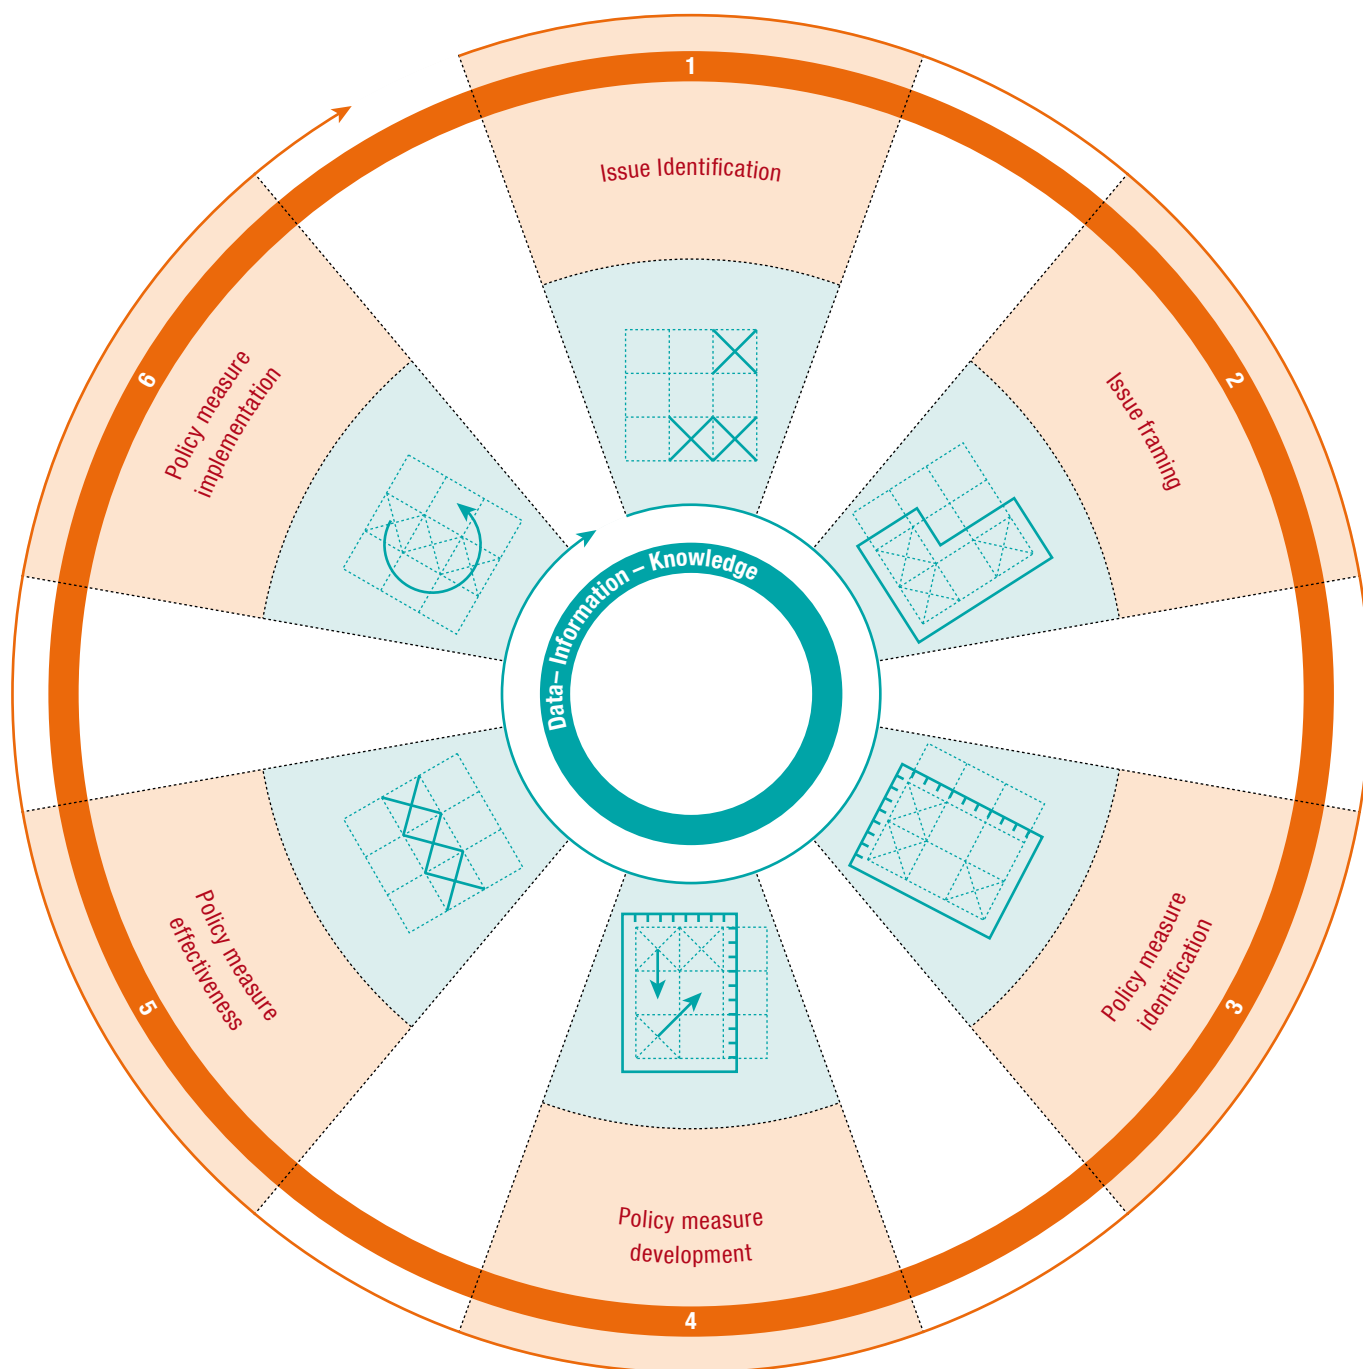 1
Issue Identification
2
Issue framing
3
Policy measure
identification
4
Policy measure
development
5
Policy measure
effectiveness
6
Policy measure
implementation
Data– Information – Knowledge